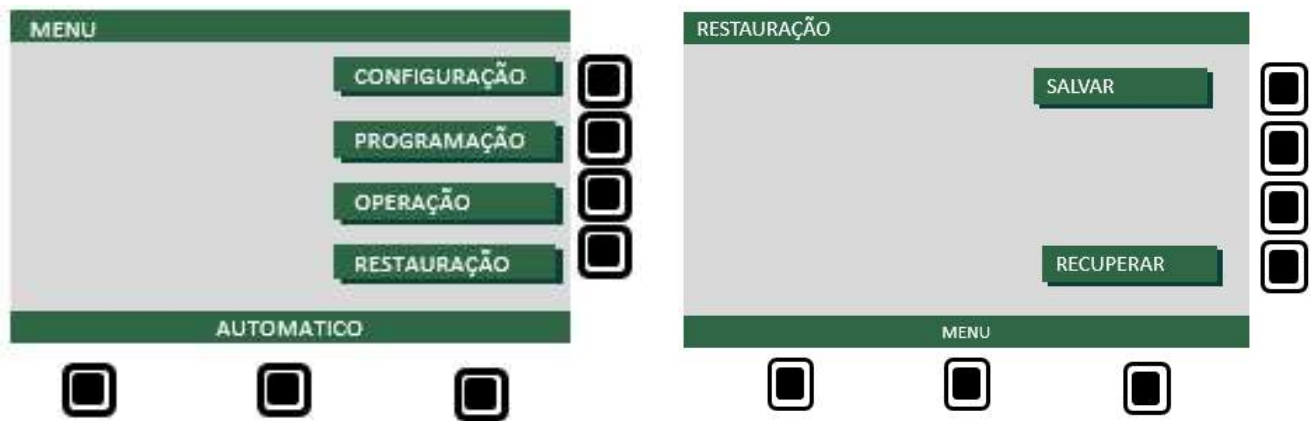 MENU
CONFIGURAÇÃO
PROGRAMAÇÃO
OPERAÇÃO
RESTAURAÇÃO
AUTOMATICO
RESTAURAÇÃO
SALVAR
RECUPERAR
MENU